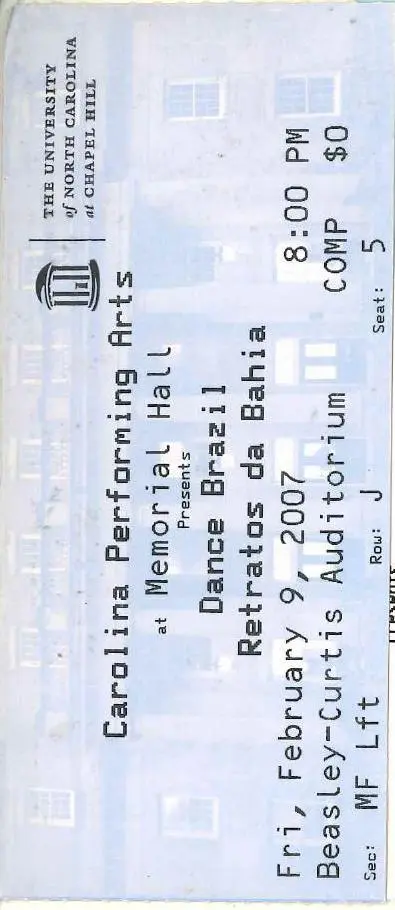 THE UNIVERSITY
of NORTH CAROLINA
at CHAPEL HILL
Carolina Performing Arts
at Memorial Hall
Presents
Dance Brazil
Retratos da Bahia
Fri, February 9, 2007 8:00 PM
Beasley-Curtis Auditorium COMP $0
Sec: MF Lft Row: J Seat: 5